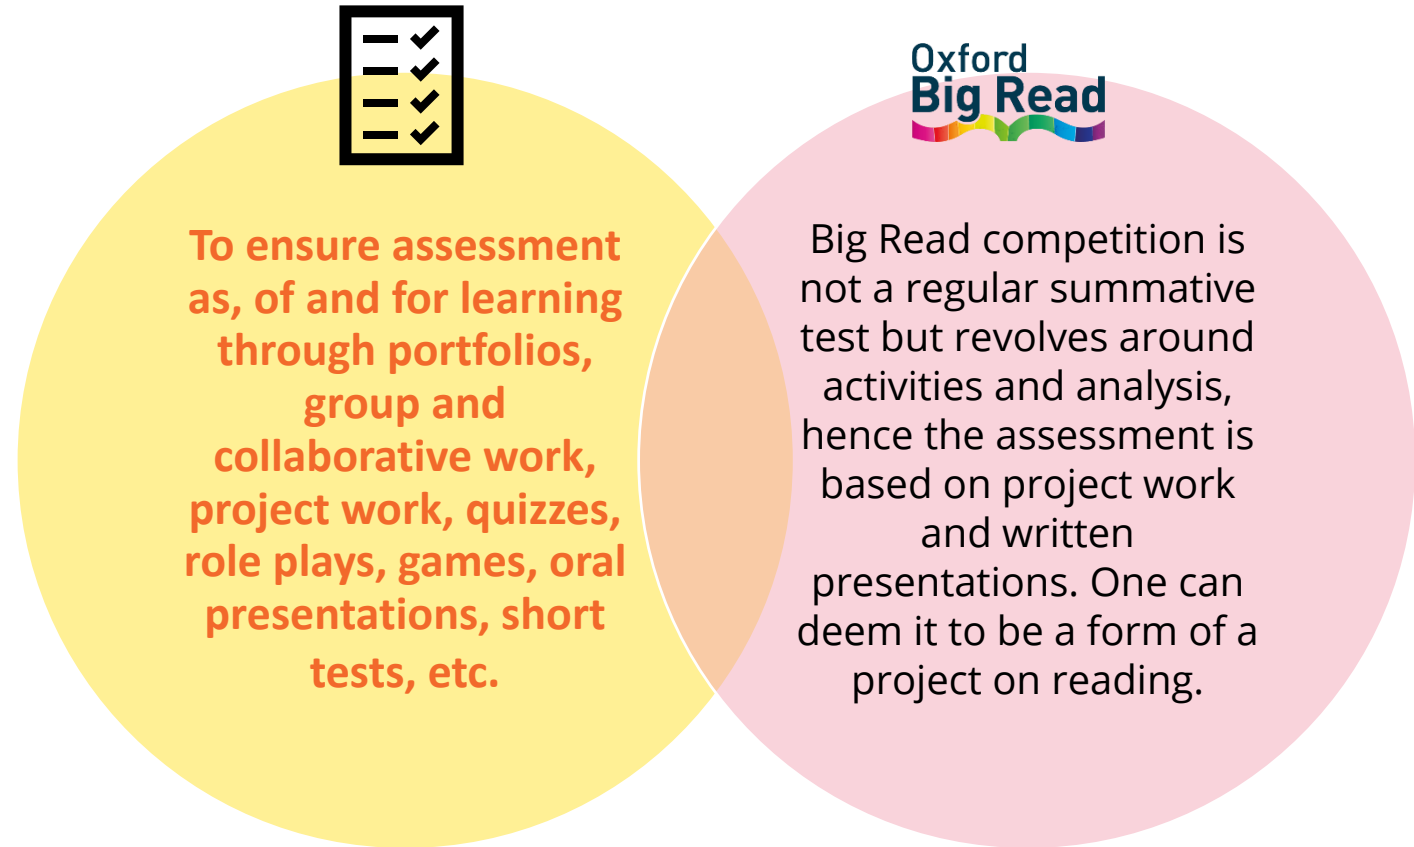 Oxford
Big Read
To ensure assessment
as, of and for learning
through portfolios,
group and
collaborative work,
project work, quizzes,
role plays, games, oral
presentations, short
tests, etc.
Big Read competition is
not a regular summative
test but revolves around
activities and analysis,
hence the assessment is
based on project work
and written
presentations. One can
deem it to be a form of a
project on reading.